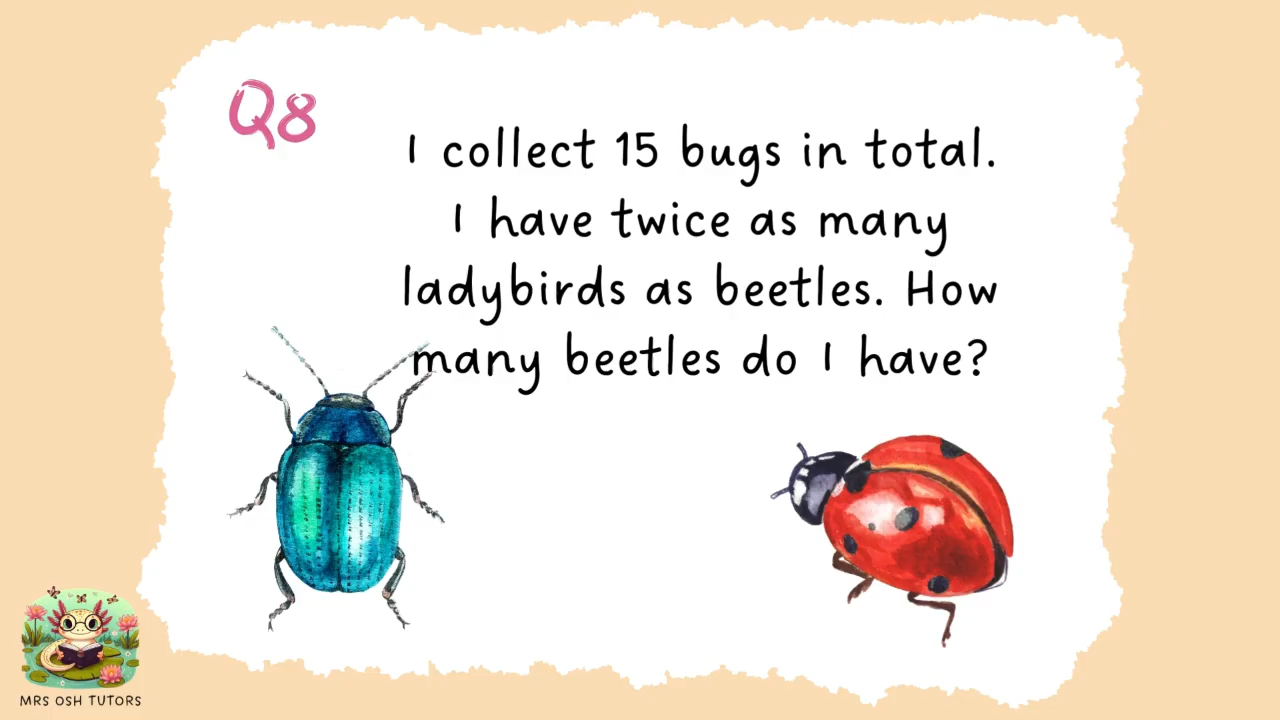 Q8
I collect 15 bugs in total.
I have twice as many
ladybirds as beetles. How
many beetles do I have?
MRS OSH TUTORS